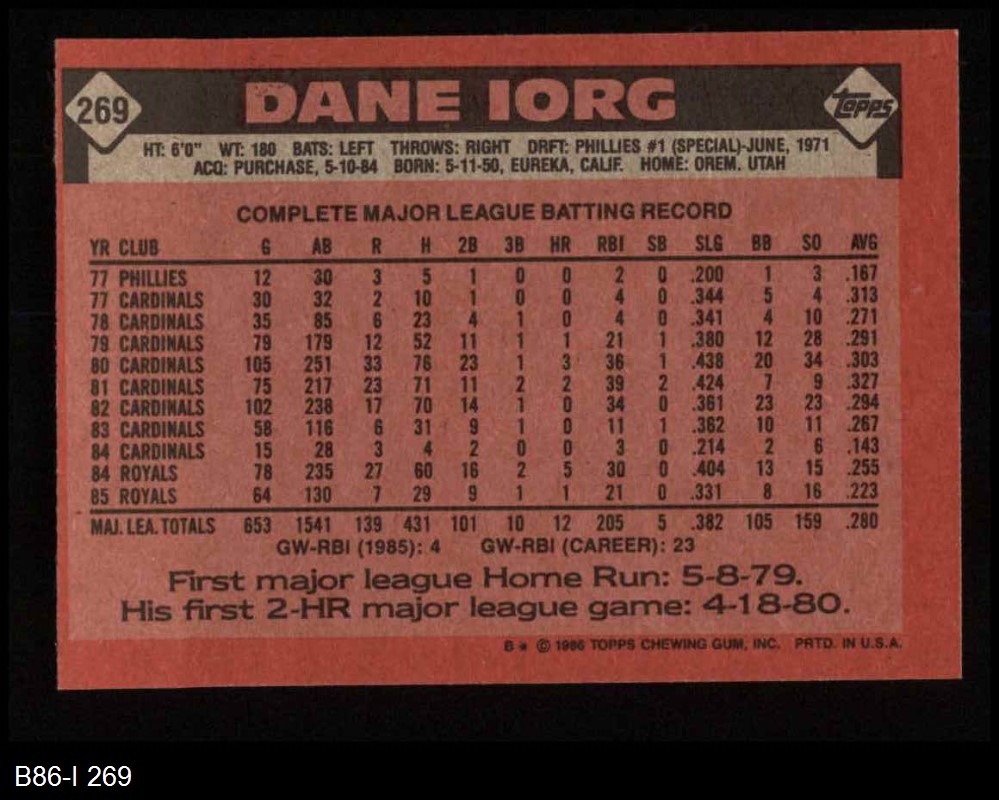 269
DANE IORG
Topps
HT: 6'0" WT: 180 BATS: LEFT THROWS: RIGHT DRFT: PHILLIES #1 (SPECIAL)-JUNE, 1971
ACQ: PURCHASE, 5-10-84 BORN: 5-11-50, EUREKA, CALIF. HOME: OREM, UTAH
COMPLETE MAJOR LEAGUE BATTING RECORD
YR CLUB G AB R H 2B 3B HR RBI SB SLG BB SO AVG
77 PHILLIES 12 30 3 5 1 0 0 2 0 .200 1 3 .167
77 CARDINALS 30 32 2 10 1 0 0 4 0 .344 5 4 .313
78 CARDINALS 35 85 6 23 4 1 0 4 0 .341 4 10 .271
79 CARDINALS 79 179 12 52 11 1 1 21 1 .380 12 28 .291
80 CARDINALS 105 251 33 76 23 1 3 36 1 .438 20 34 .303
81 CARDINALS 75 217 23 71 11 2 2 39 2 .424 7 9 .327
82 CARDINALS 102 238 17 70 14 1 0 34 0 .361 23 23 .294
83 CARDINALS 58 116 6 31 9 1 0 11 1 .362 10 11 .267
84 CARDINALS 15 28 3 4 2 0 0 3 0 .214 2 6 .143
84 ROYALS 78 235 27 60 16 2 5 30 0 .404 13 15 .255
85 ROYALS 64 130 7 29 9 1 1 21 0 .331 8 16 .223
MAJ. LEA. TOTALS 653 1541 139 431 101 10 12 205 5 .382 105 159 .280
GW-RBI (1985): 4 GW-RBI (CAREER): 23
First major league Home Run: 5-8-79.
His first 2-HR major league game: 4-18-80.
B* © 1986 TOPPS CHEWING GUM, INC. PRTD. IN U.S.A.
B86-I 269